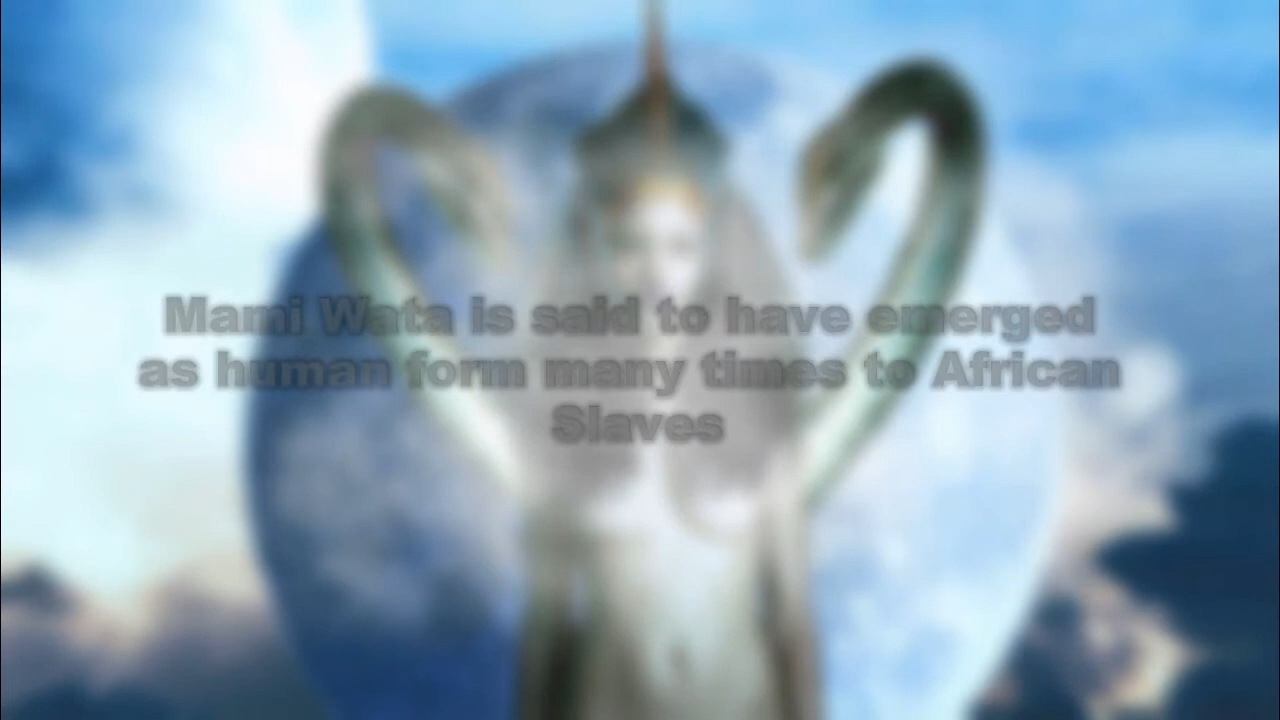 Mami Wata is said to have emerged
as human form many times to African
Slaves